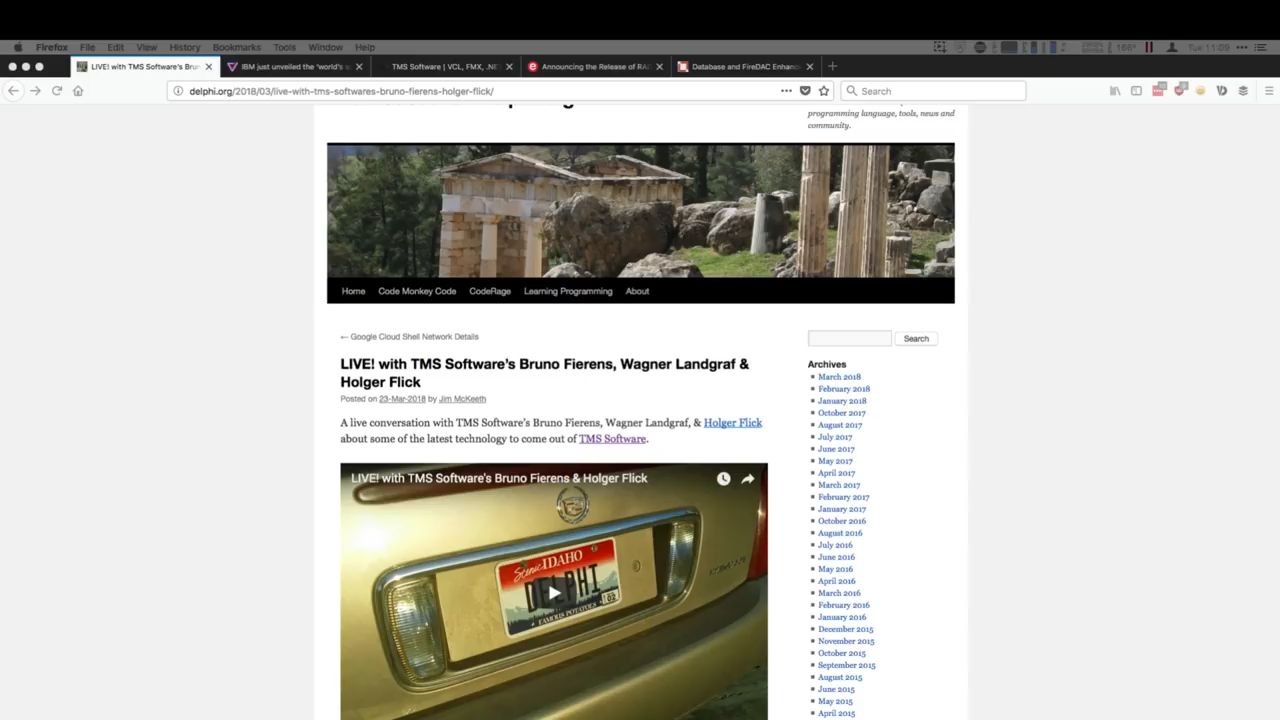 Firefox File Edit View History Bookmarks Tools Window Help
166° Tue 11:09
LIVE! with TMS Software's Brun
IBM just unveiled the 'world's s
TMS Software | VCL, FMX, .NE
Announcing the Release of RA
Database and FireDAC Enhanc
delphi.org/2018/03/live-with-tms-softwares-bruno-fierens-holger-flick/
Search
programming language, tools, news and
community.
Home Code Monkey Code CodeRage Learning Programming About
← Google Cloud Shell Network Details
Search
LIVE! with TMS Software's Bruno Fierens, Wagner Landgraf &
Holger Flick
Posted on 23-Mar-2018 by Jim McKeeth
A live conversation with TMS Software's Bruno Fierens, Wagner Landgraf, & Holger Flick
about some of the latest technology to come out of TMS Software.
LIVE! with TMS Software's Bruno Fierens & Holger Flick
Scenic IDAHO
DELPHI
02
FAMOUS POTATOES
Archives
March 2018
February 2018
January 2018
October 2017
August 2017
July 2017
June 2017
May 2017
April 2017
March 2017
February 2017
January 2017
October 2016
August 2016
July 2016
June 2016
May 2016
April 2016
March 2016
February 2016
January 2016
December 2015
November 2015
October 2015
September 2015
August 2015
June 2015
May 2015
April 2015